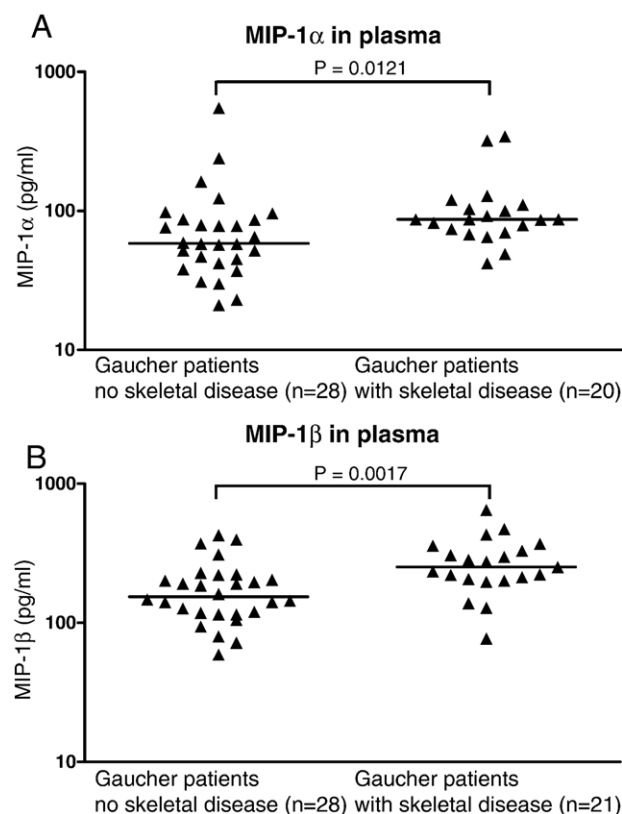 A
MIP-1α in plasma
P = 0.0121
1000
100
10
MIP-1α (pg/ml)
Gaucher patients
no skeletal disease (n=28)
Gaucher patients
with skeletal disease (n=20)
B
MIP-1β in plasma
P = 0.0017
1000
100
10
MIP-1β (pg/ml)
Gaucher patients
no skeletal disease (n=28)
Gaucher patients
with skeletal disease (n=21)